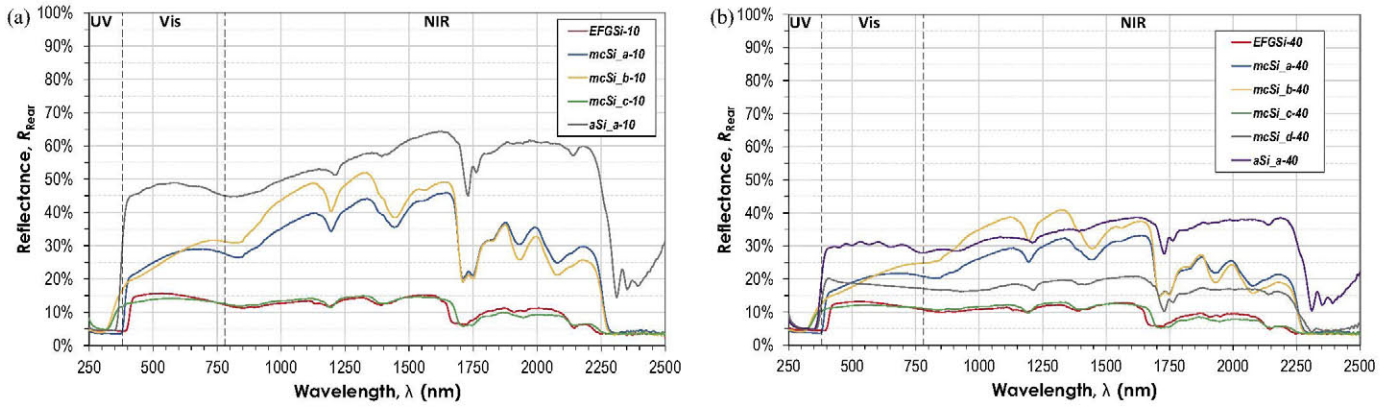 (a)
UV Vis NIR
100%
90%
80%
70%
60%
50%
40%
30%
20%
10%
0%
Reflectance, R_Rear
EFGSi-10
mcSi_a-10
mcSi_b-10
mcSi_c-10
aSi_a-10
250 500 750 1000 1250 1500 1750 2000 2250 2500
Wavelength, λ (nm)
(b)
UV Vis NIR
100%
90%
80%
70%
60%
50%
40%
30%
20%
10%
0%
Reflectance, R_Rear
EFGSi-40
mcSi_a-40
mcSi_b-40
mcSi_c-40
mcSi_d-40
aSi_a-40
250 500 750 1000 1250 1500 1750 2000 2250 2500
Wavelength, λ (nm)